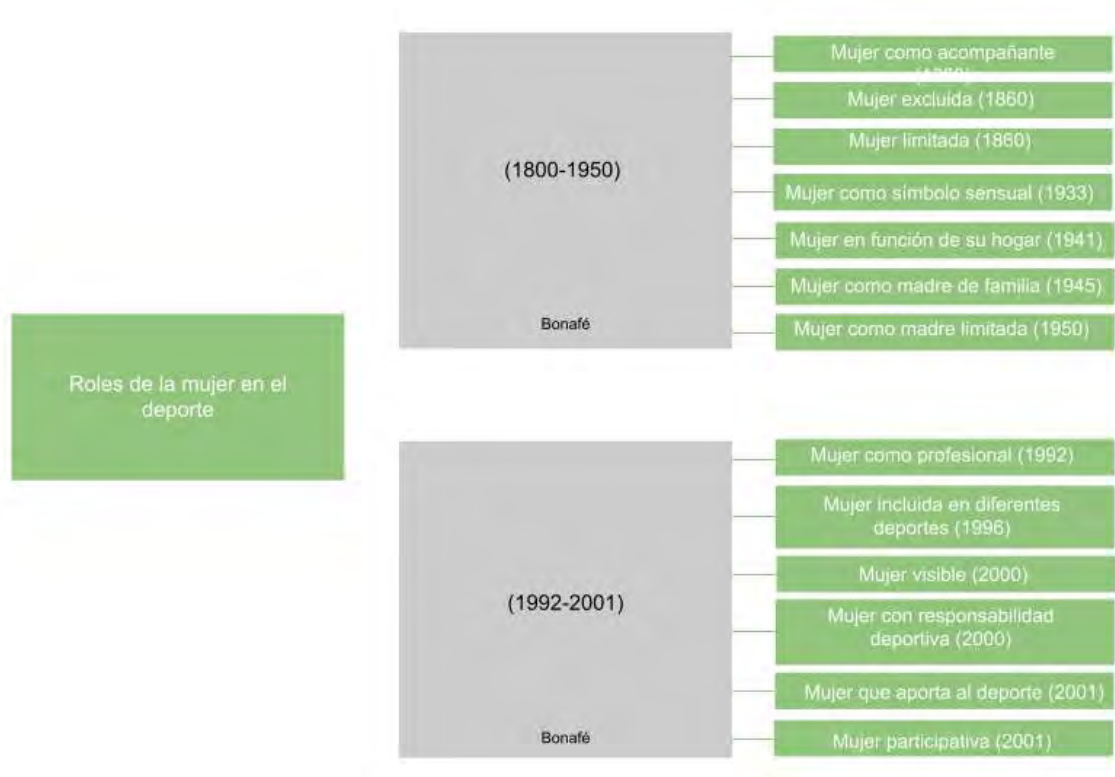 Roles de la mujer en el
deporte
(1800-1950)
Bonafé
Mujer como acompañante
Mujer excluída (1860)
Mujer limitada (1860)
Mujer como símbolo sensual (1933)
Mujer en función de su hogar (1941)
Mujer como madre de familia (1945)
Mujer como madre limitada (1950)
(1992-2001)
Bonafé
Mujer como profesional (1992)
Mujer incluida en diferentes
deportes (1996)
Mujer visible (2000)
Mujer con responsabilidad
deportiva (2000)
Mujer que aporta al deporte (2001)
Mujer participativa (2001)